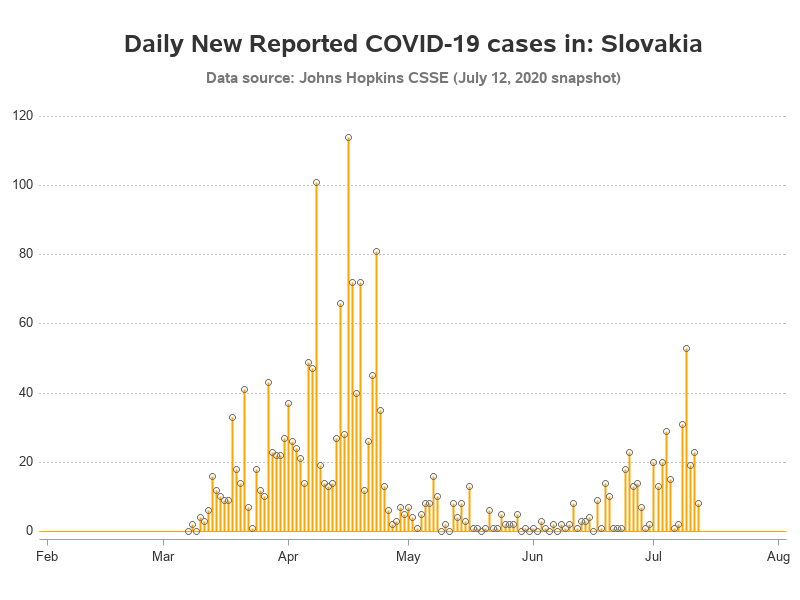 Daily New Reported COVID-19 cases in: Slovakia
Data source: Johns Hopkins CSSE (July 12, 2020 snapshot)
120
100
80
60
40
20
0
Feb Mar Apr May Jun Jul Aug